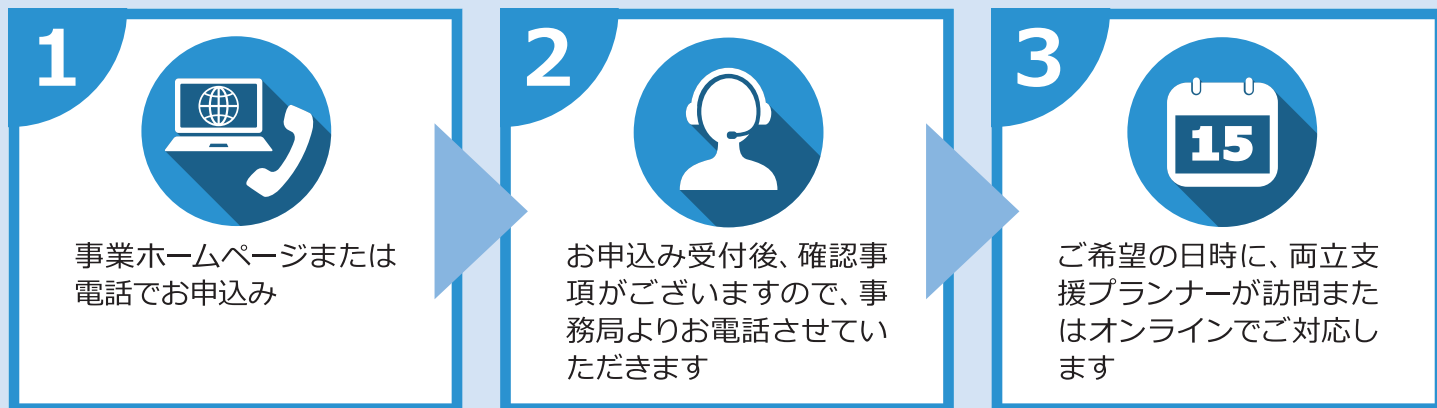 1
事業ホームページまたは
電話でお申込み
2
お申込み受付後、確認事
項がございますので、事
務局よりお電話させてい
ただきます
3
15
ご希望の日時に、両立支
援プランナーが訪問また
はオンラインでご対応し
ます